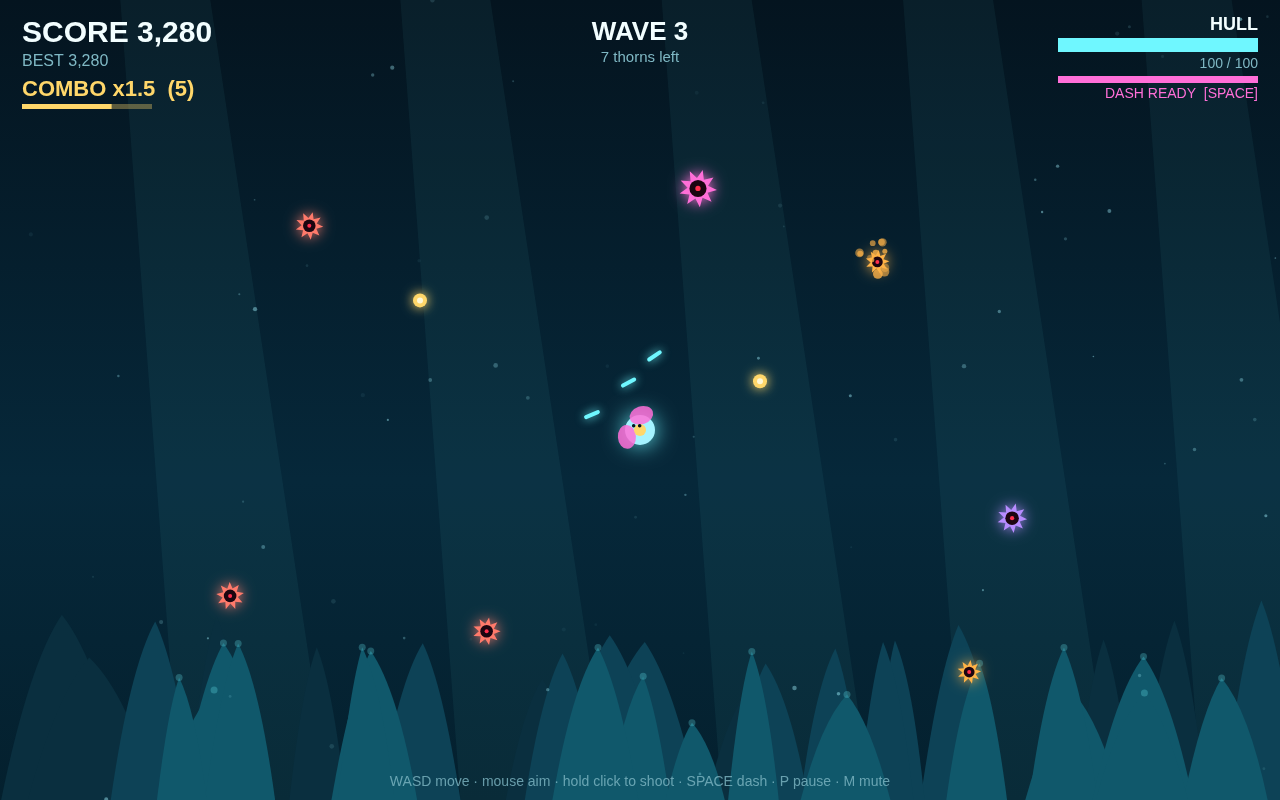 SCORE 3,280
BEST 3,280
COMBO x1.5 (5)
WAVE 3
7 thorns left
HULL
100 / 100
DASH READY [SPACE]
WASD move · mouse aim · hold click to shoot · SPACE dash · P pause · M mute